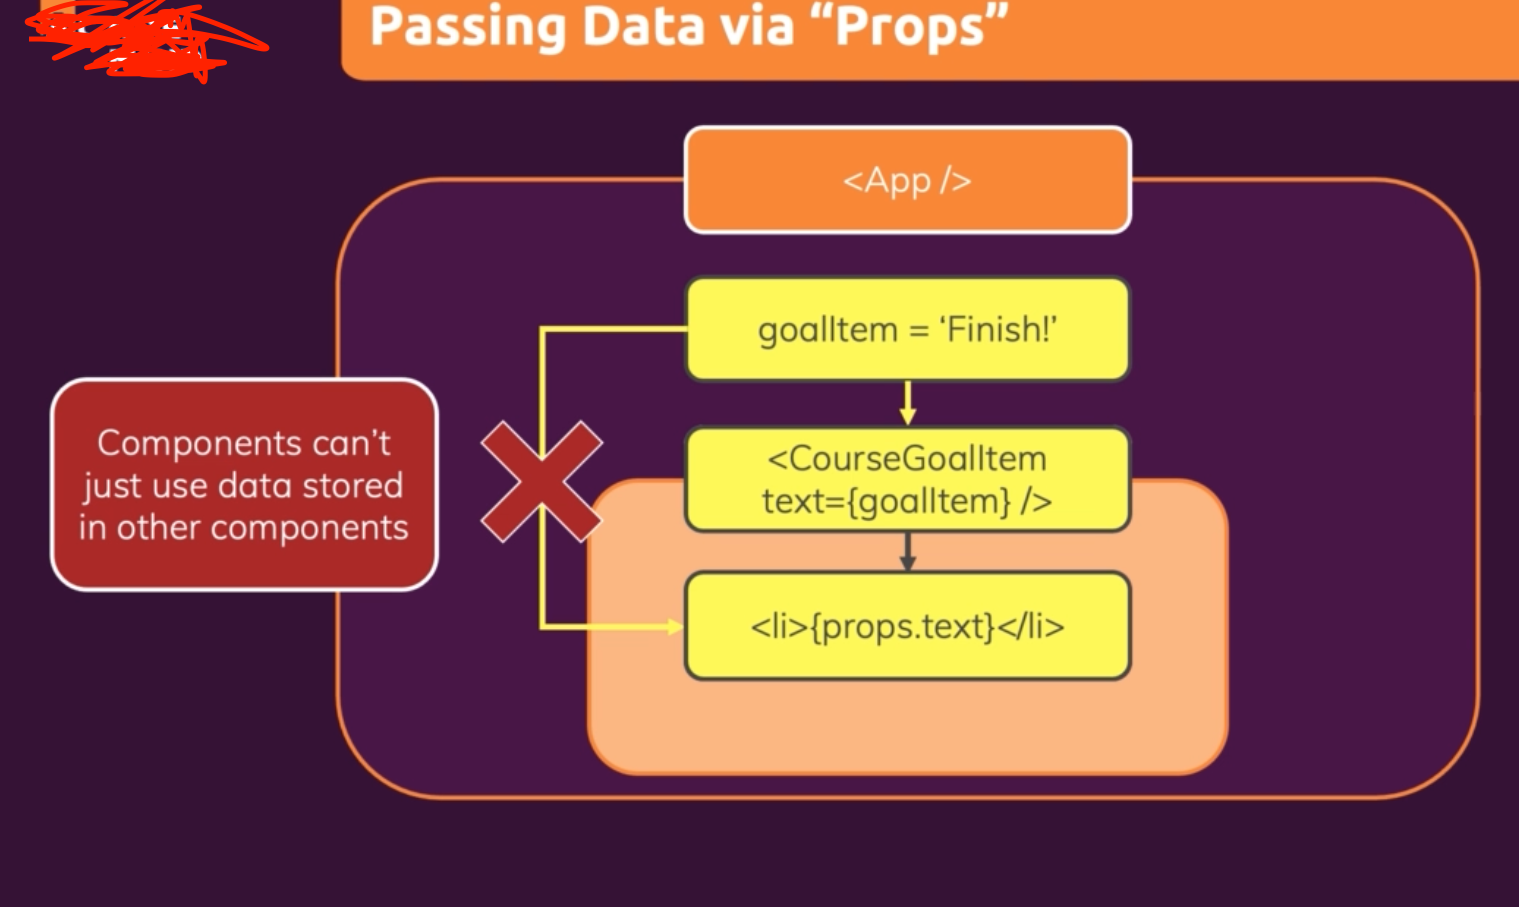 Passing Data via “Props”
<App />
goalItem = ‘Finish!’
Components can’t
just use data stored
in other components
<CourseGoalItem
text={goalItem} />
<li>{props.text}</li>